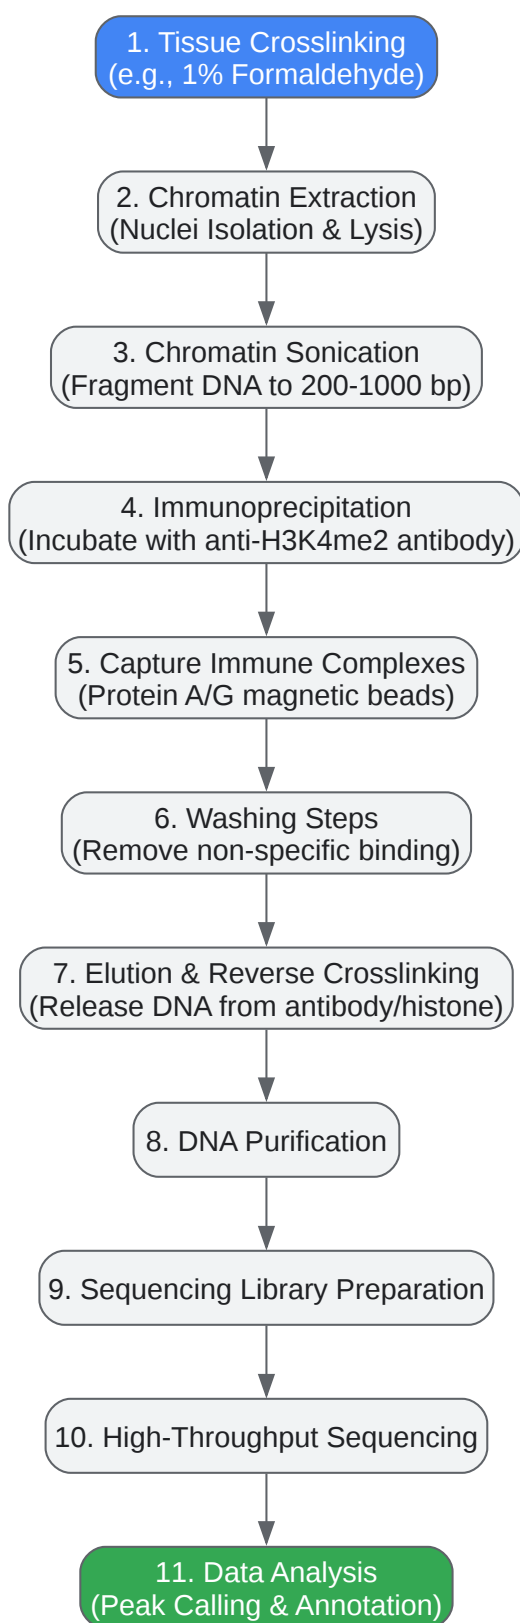 1. Tissue Crosslinking
(e.g., 1% Formaldehyde)
2. Chromatin Extraction
(Nuclei Isolation & Lysis)
3. Chromatin Sonication
(Fragment DNA to 200-1000 bp)
4. Immunoprecipitation
(Incubate with anti-H3K4me2 antibody)
5. Capture Immune Complexes
(Protein A/G magnetic beads)
6. Washing Steps
(Remove non-specific binding)
7. Elution & Reverse Crosslinking
(Release DNA from antibody/histone)
8. DNA Purification
9. Sequencing Library Preparation
10. High-Throughput Sequencing
11. Data Analysis
(Peak Calling & Annotation)